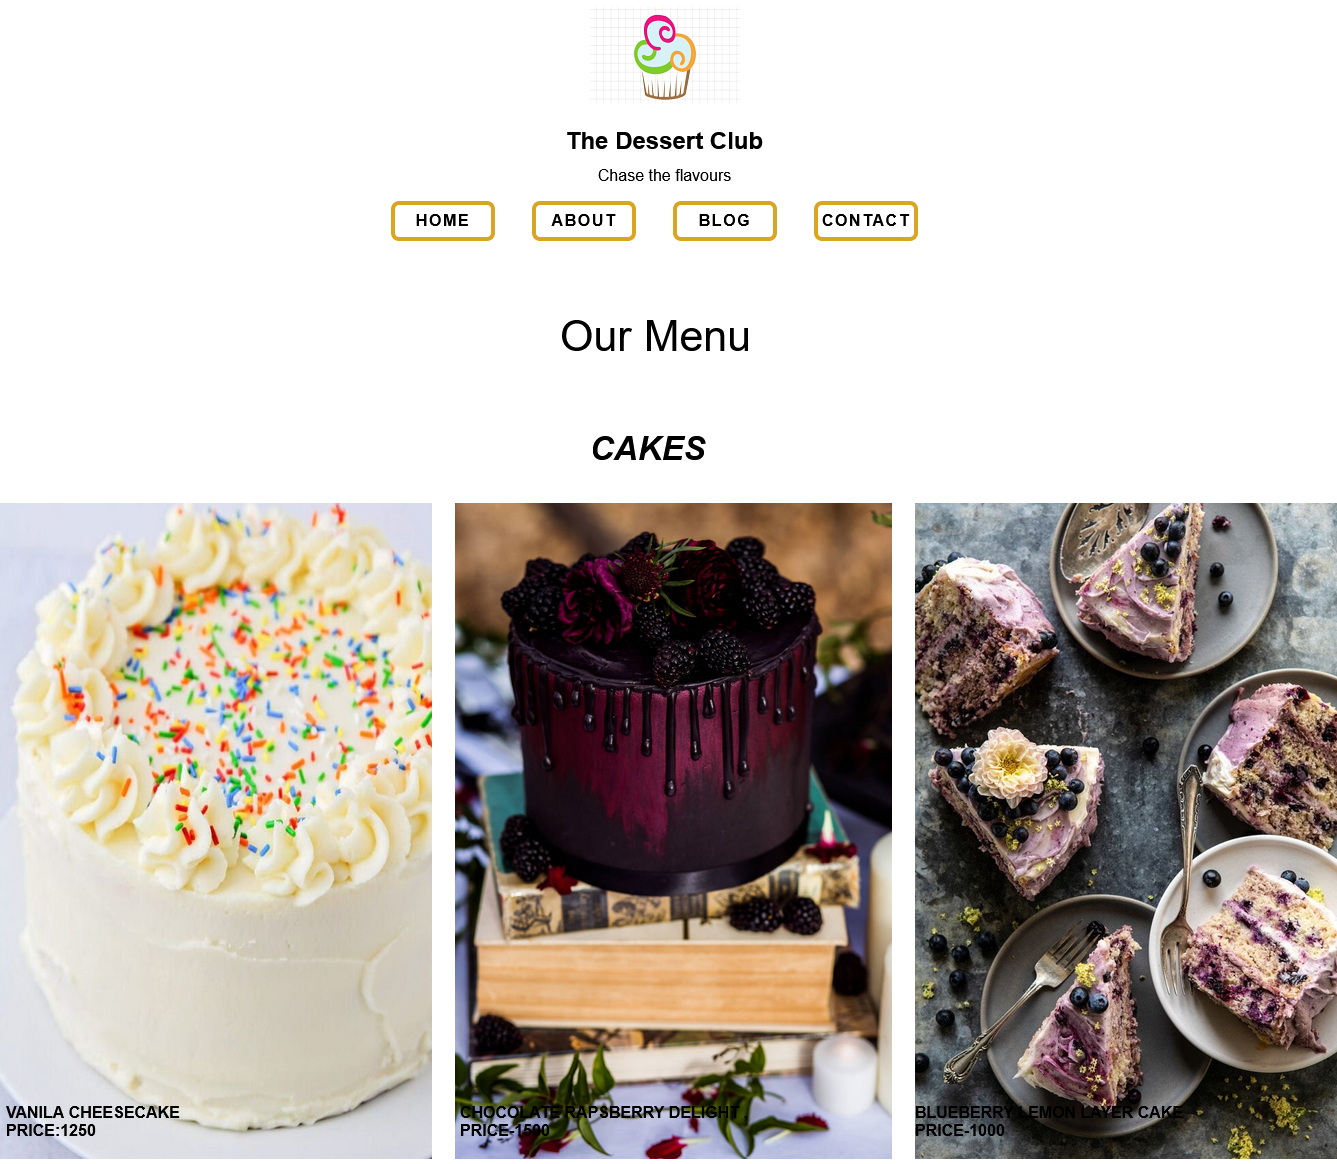 The Dessert Club
Chase the flavours
HOME ABOUT BLOG CONTACT
Our Menu
CAKES
VANILA CHEESECAKE
PRICE:1250
CHOCOLATE RAPSBERRY DELIGHT .
PRICE-1500
BLUEBERRY LEMON LAYER CAKE
PRICE-1000